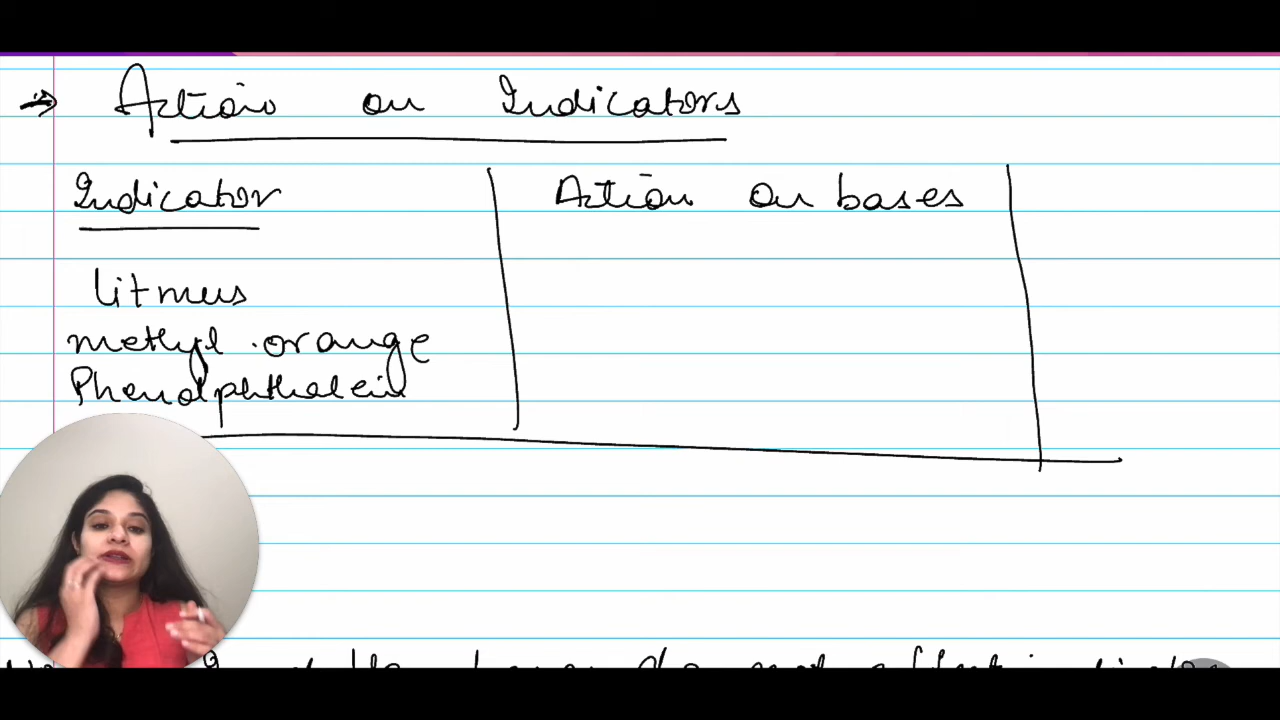 Action on Indicators
Indicator
Action on bases
litmus
methyl orange
Phenolphthalein